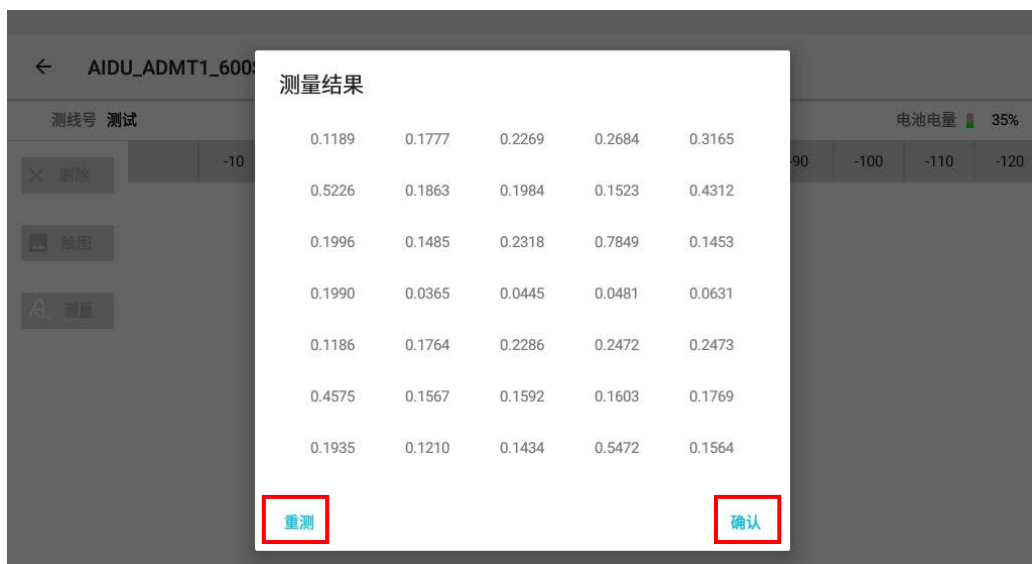 AIDU_ADMT1_600
测量结果
测线号 测试
电池电量 35%
0.1189 0.1777 0.2269 0.2684 0.3165
-10 -90 -100 -110 -120
删除
0.5226 0.1863 0.1984 0.1523 0.4312
绘图
0.1996 0.1485 0.2318 0.7849 0.1453
测量
0.1990 0.0365 0.0445 0.0481 0.0631
0.1186 0.1764 0.2286 0.2472 0.2473
0.4575 0.1567 0.1592 0.1603 0.1769
0.1935 0.1210 0.1434 0.5472 0.1564
重测 确认